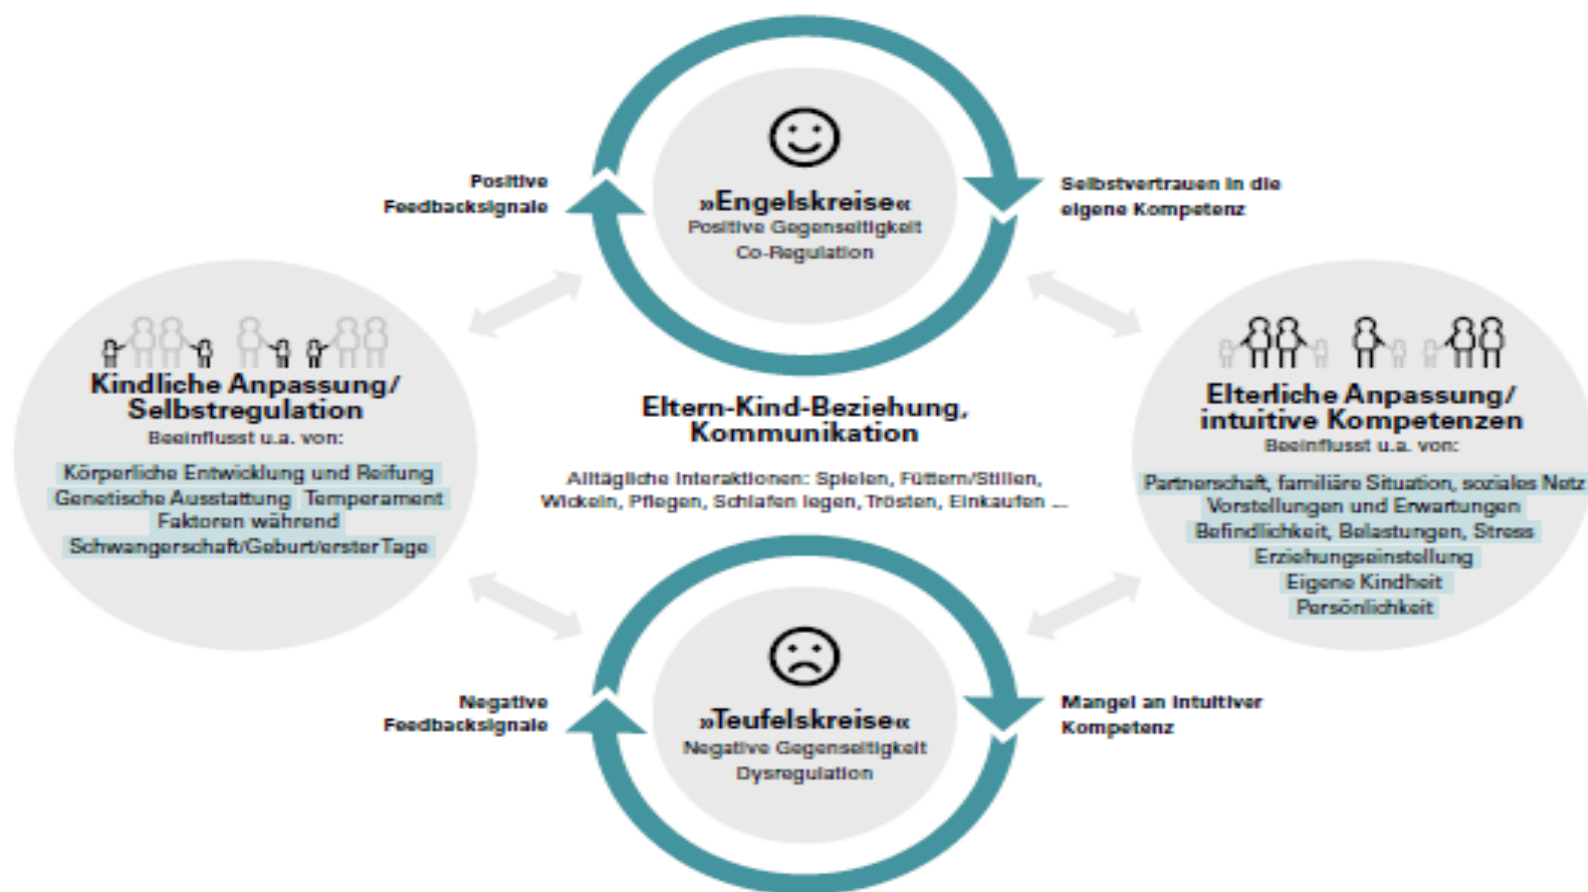 Positive
Feedbacksignale
»Engelskreise«
Positive Gegenseitigkeit
Co-Regulation
Selbstvertrauen in die
eigene Kompetenz
Kindliche Anpassung/
Selbstregulation
Beeinflusst u.a. von:
Körperliche Entwicklung und Reifung
Genetische Ausstattung Temperament
Faktoren während
Schwangerschaft/Geburt/erster Tage
Eltern-Kind-Beziehung,
Kommunikation
Alltägliche Interaktionen: Spielen, Füttern/Stillen,
Wickeln, Pflegen, Schlafen legen, Trösten, Einkaufen ...
Elterliche Anpassung/
intuitive Kompetenzen
Beeinflusst u.a. von:
Partnerschaft, familiäre Situation, soziales Netz
Vorstellungen und Erwartungen
Befindlichkeit, Belastungen, Stress
Erziehungseinstellung
Eigene Kindheit
Persönlichkeit
Negative
Feedbacksignale
»Teufelskreise«
Negative Gegenseitigkeit
Dysregulation
Mangel an intuitiver
Kompetenz